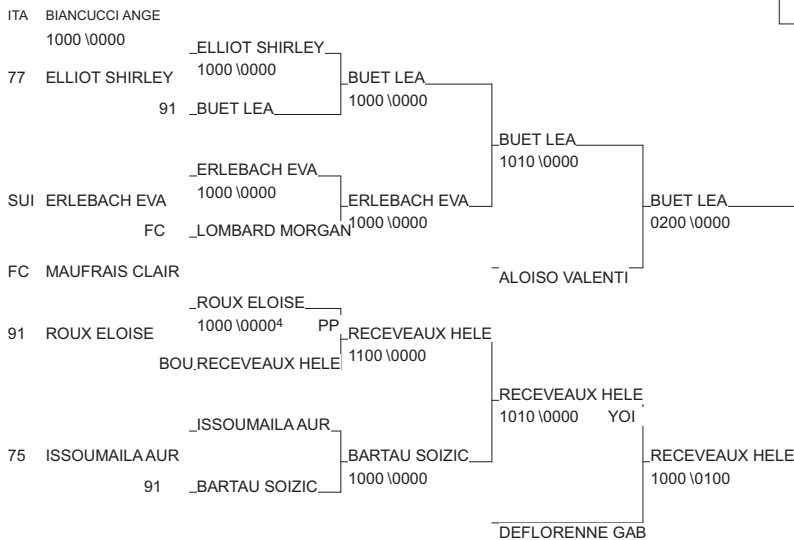 ITA BIANCUCCI ANGE
1000 \0000
ELLIOT SHIRLEY
1000 \0000
77 ELLIOT SHIRLEY
BUET LEA
1000 \0000
91 BUET LEA
BUET LEA
1010 \0000
ERLEBACH EVA
1000 \0000
SUI ERLEBACH EVA
ERLEBACH EVA
1000 \0000
BUET LEA
0200 \0000
FC LOMBARD MORGAN
FC MAUFRAIS CLAIR
ALOISO VALENTI
ROUX ELOISE
1000 \00004 PP
91 ROUX ELOISE
RECEVEAUX HELE
1100 \0000
BOU RECEVEAUX HELE
RECEVEAUX HELE
1010 \0000 YOI
ISSOUMAILA AUR
75 ISSOUMAILA AUR
BARTAU SOIZIC
1000 \0000
RECEVEAUX HELE
1000 \0100
91 BARTAU SOIZIC
DEFLORENNE GAB